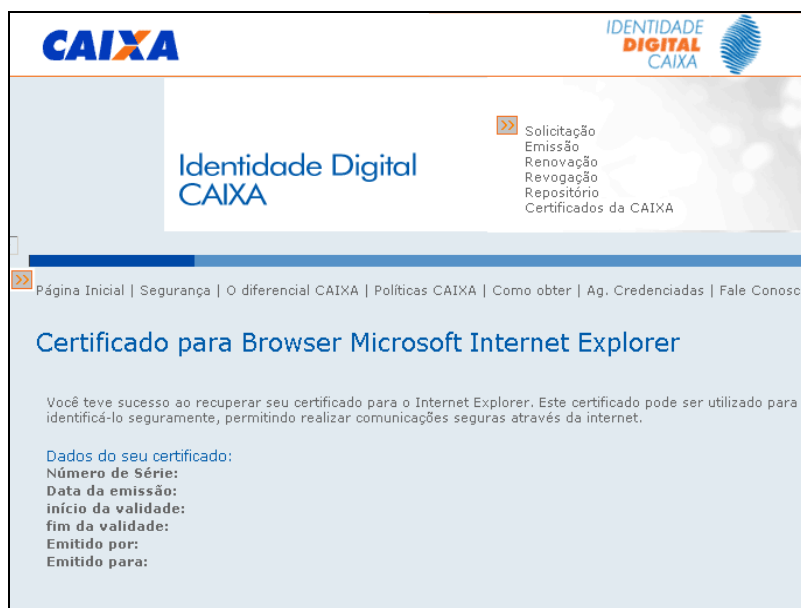 CAIXA
IDENTIDADE
DIGITAL
CAIXA
Identidade Digital
CAIXA
Solicitação
Emissão
Renovação
Revogação
Repositório
Certificados da CAIXA
Página Inicial | Segurança | O diferencial CAIXA | Políticas CAIXA | Como obter | Ag. Credenciadas | Fale Conosc
Certificado para Browser Microsoft Internet Explorer
Você teve sucesso ao recuperar seu certificado para o Internet Explorer. Este certificado pode ser utilizado para
identificá-lo seguramente, permitindo realizar comunicações seguras através da internet.
Dados do seu certificado:
Número de Série:
Data da emissão:
início da validade:
fim da validade:
Emitido por:
Emitido para: